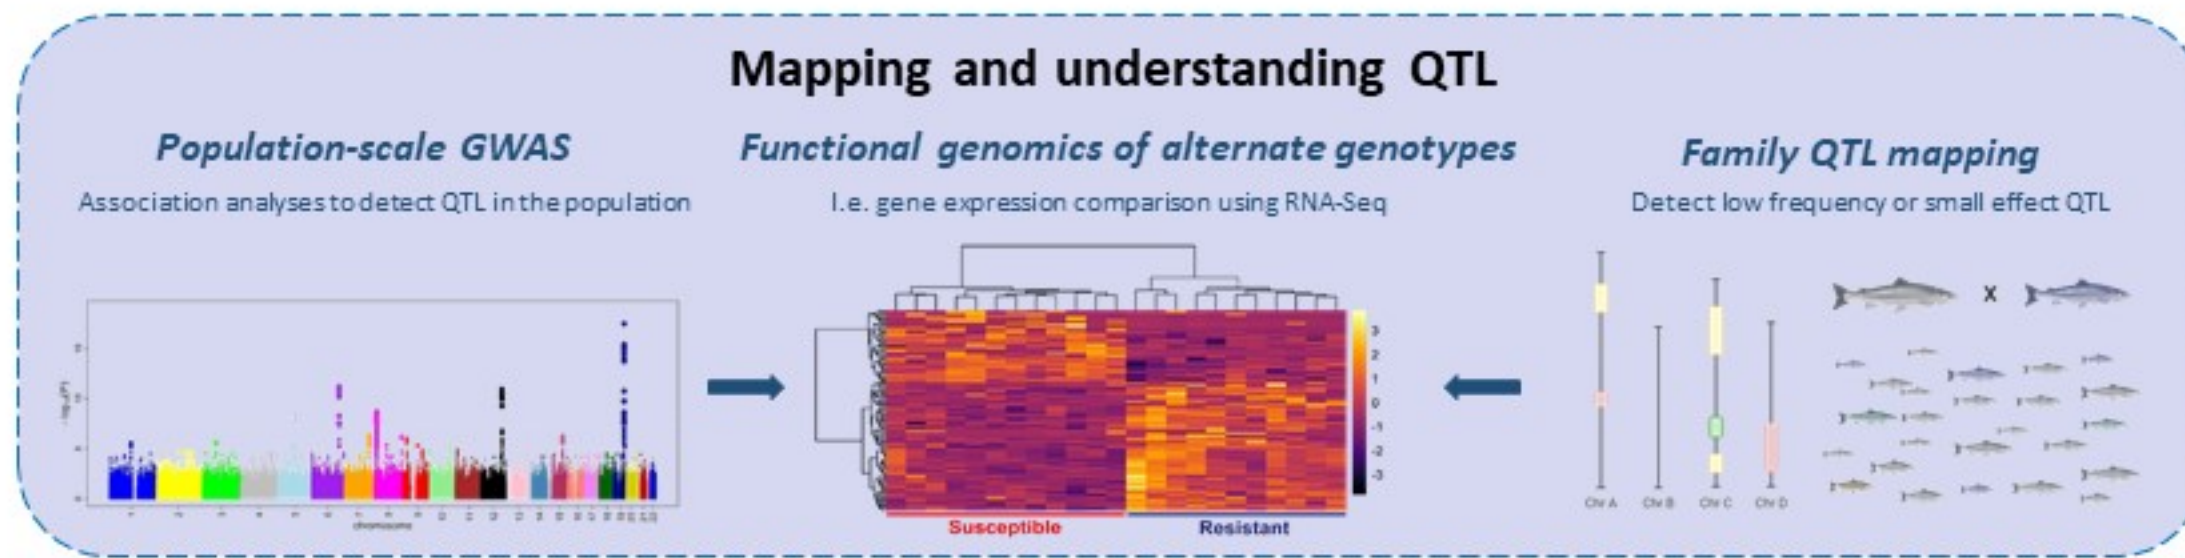 Mapping and understanding QTL
Population-scale GWAS
Association analyses to detect QTL in the population
chromosome
Functional genomics of alternate genotypes
I.e. gene expression comparison using RNA-Seq
3
2
1
0
-1
-2
-3
Susceptible
Resistant
Family QTL mapping
Detect low frequency or small effect QTL
X
Chr A
Chr B
Chr C
Chr D